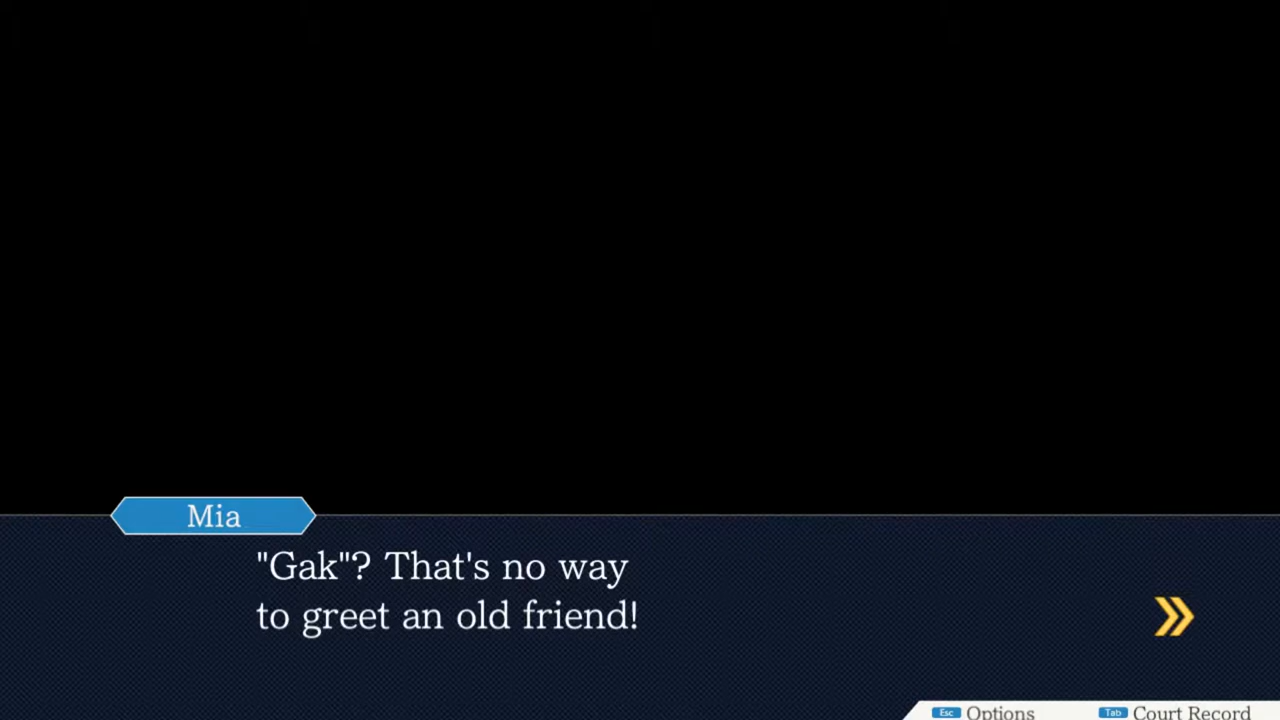 Mia
"Gak"? That's no way
to greet an old friend!
Esc Options Tab Court Record